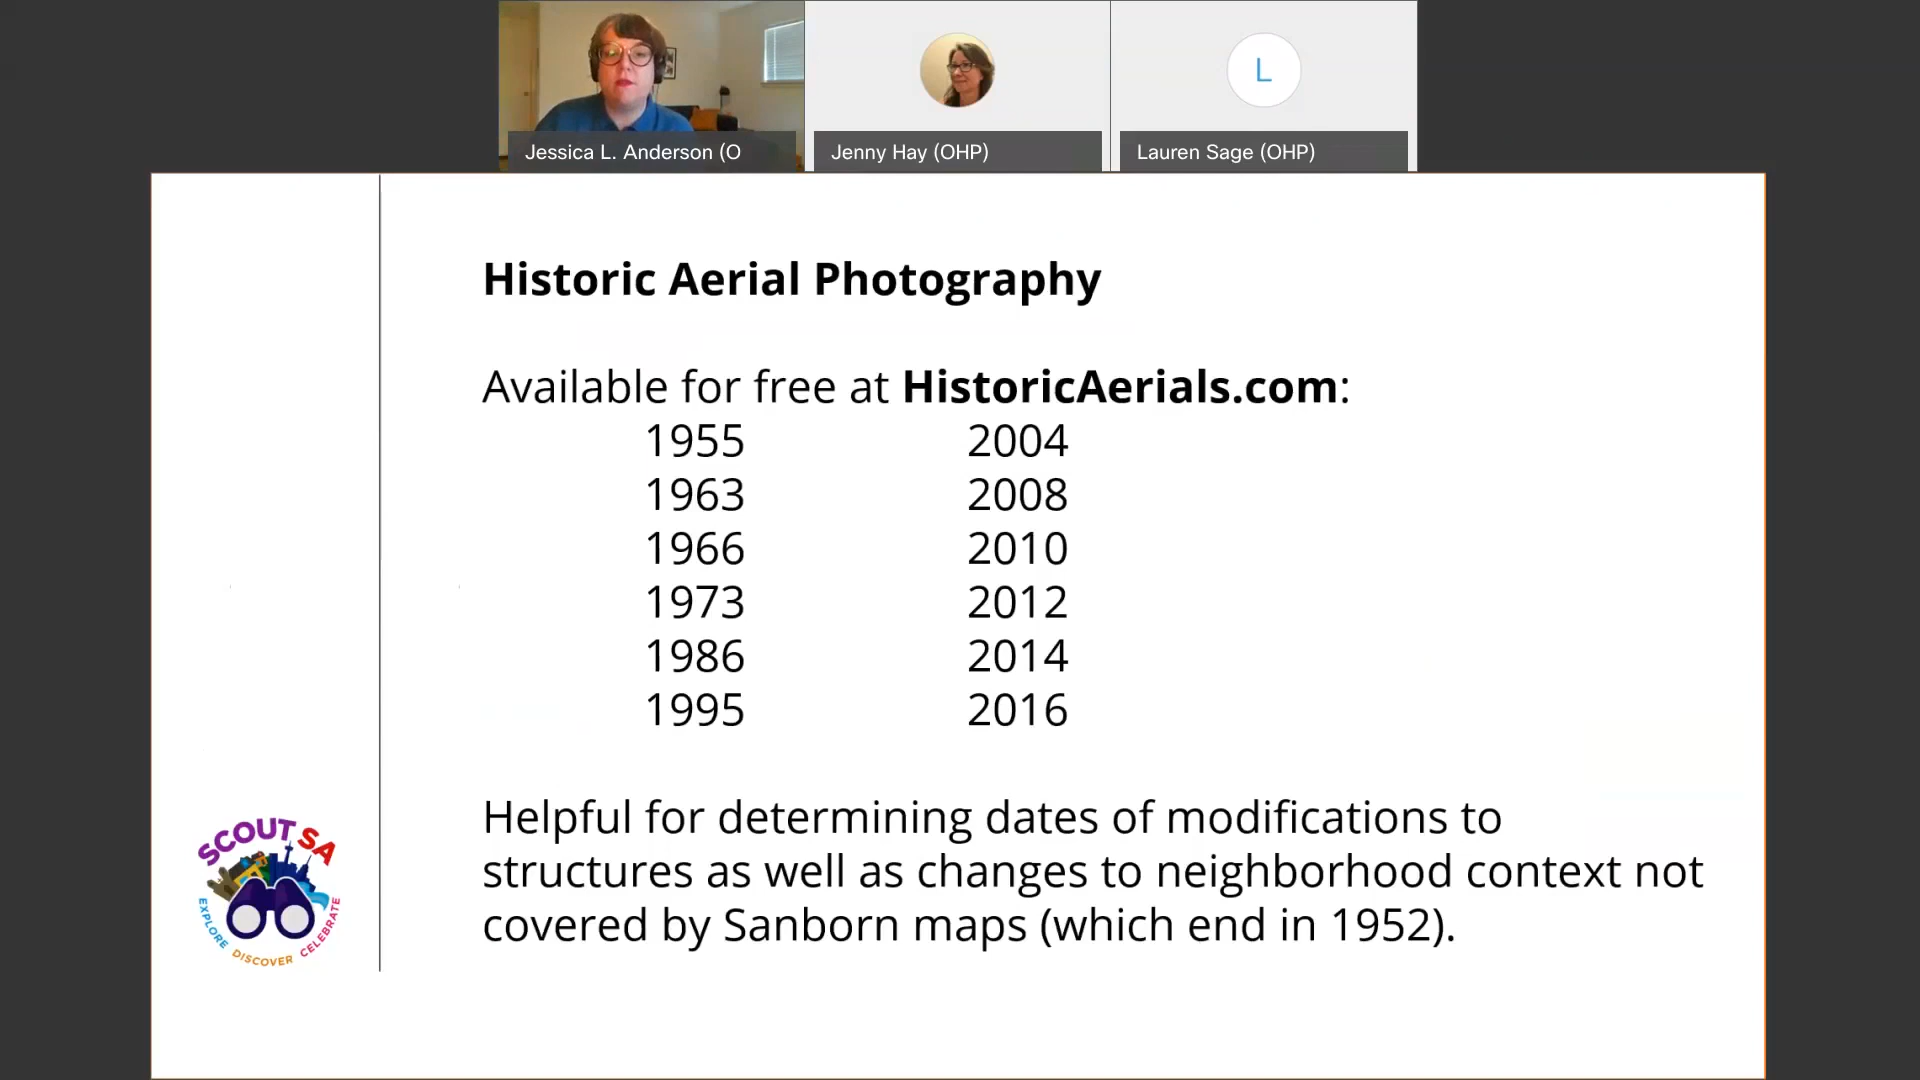 Jessica L. Anderson (O
Jenny Hay (OHP)
L
Lauren Sage (OHP)
Historic Aerial Photography
Available for free at HistoricAerials.com:
1955 2004
1963 2008
1966 2010
1973 2012
1986 2014
1995 2016
Helpful for determining dates of modifications to
structures as well as changes to neighborhood context not
covered by Sanborn maps (which end in 1952).
SCOUT SA
EXPLORE DISCOVER CELEBRATE